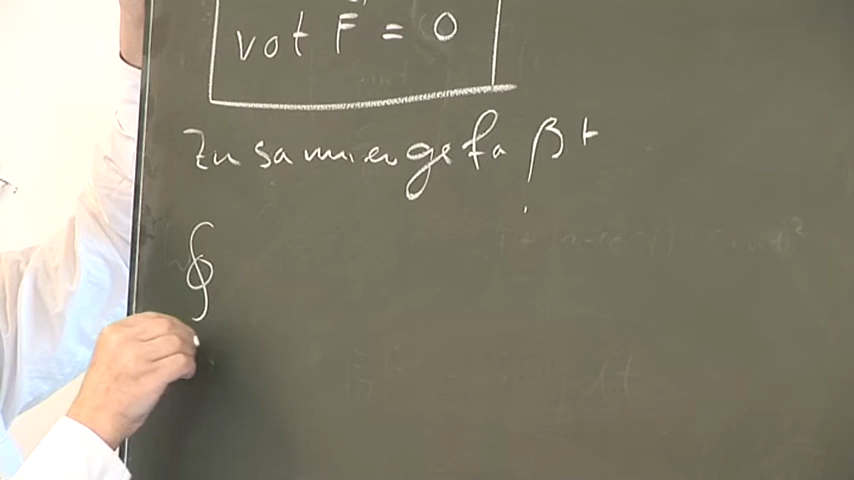 rot F = 0
Zusammengefaßt
∮